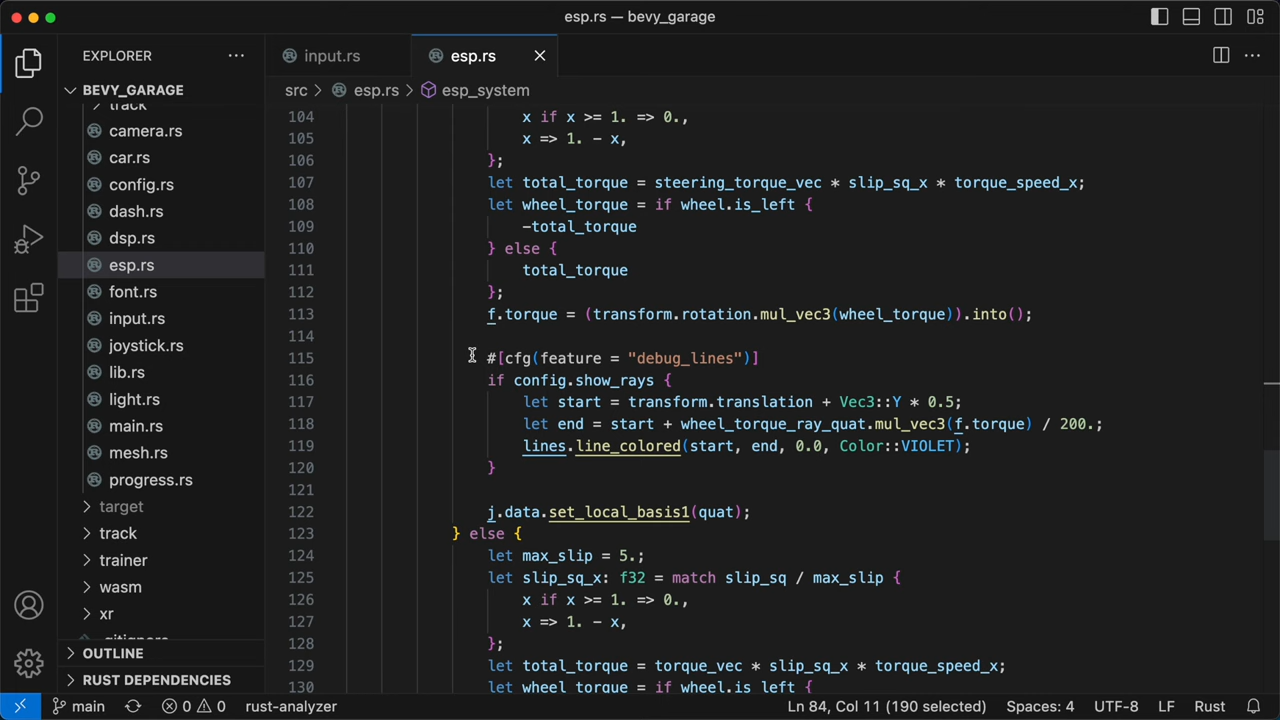 esp.rs — bevy_garage
EXPLORER
input.rs
esp.rs
BEVY_GARAGE
src > esp.rs > esp_system
track
camera.rs
car.rs
config.rs
dash.rs
dsp.rs
esp.rs
font.rs
input.rs
joystick.rs
lib.rs
light.rs
main.rs
mesh.rs
progress.rs
target
track
trainer
wasm
xr
.gitignore
OUTLINE
RUST DEPENDENCIES
104 x if x >= 1. => 0.,
105 x => 1. - x,
106 };
107 let total_torque = steering_torque_vec * slip_sq_x * torque_speed_x;
108 let wheel_torque = if wheel.is_left {
109 -total_torque
110 } else {
111 total_torque
112 };
113 f.torque = (transform.rotation.mul_vec3(wheel_torque)).into();
114
115 #[cfg(feature = "debug_lines")]
116 if config.show_rays {
117 let start = transform.translation + Vec3::Y * 0.5;
118 let end = start + wheel_torque_ray_quat.mul_vec3(f.torque) / 200.;
119 lines.line_colored(start, end, 0.0, Color::VIOLET);
120 }
121
122 j.data.set_local_basis1(quat);
123 } else {
124 let max_slip = 5.;
125 let slip_sq_x: f32 = match slip_sq / max_slip {
126 x if x >= 1. => 0.,
127 x => 1. - x,
128 };
129 let total_torque = torque_vec * slip_sq_x * torque_speed_x;
130 let wheel_torque = if wheel.is_left {
main
0 0
rust-analyzer
Ln 84, Col 11 (190 selected)
Spaces: 4
UTF-8
LF
Rust